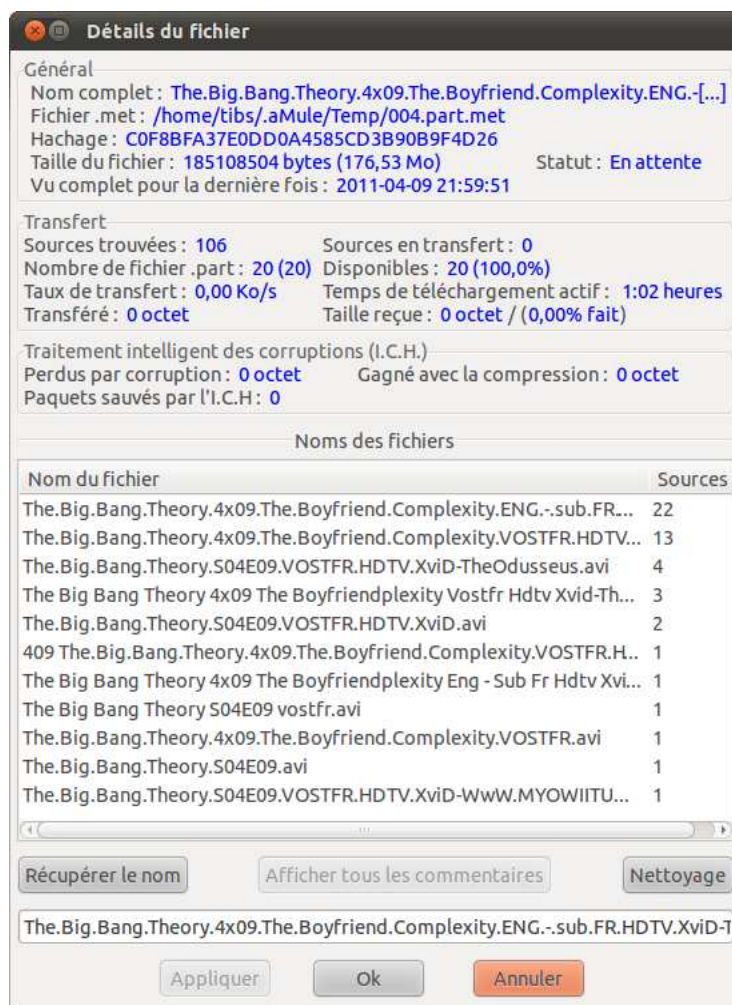 Détails du fichier
Général
Nom complet : The.Big.Bang.Theory.4x09.The.Boyfriend.Complexity.ENG.-[...]
Fichier .met : /home/tibs/.aMule/Temp/004.part.met
Hachage : C0F8BFA37E0DD0A4585CD3B90B9F4D26
Taille du fichier : 185108504 bytes (176,53 Mo) Statut : En attente
Vu complet pour la dernière fois : 2011-04-09 21:59:51
Transfert
Sources trouvées : 106 Sources en transfert : 0
Nombre de fichier .part : 20 (20) Disponibles : 20 (100,0%)
Taux de transfert : 0,00 Ko/s Temps de téléchargement actif : 1:02 heures
Transféré : 0 octet Taille reçue : 0 octet / (0,00% fait)
Traitement intelligent des corruptions (I.C.H.)
Perdus par corruption : 0 octet Gagné avec la compression : 0 octet
Paquets sauvés par l'I.C.H : 0
Noms des fichiers
Nom du fichier Sources
The.Big.Bang.Theory.4x09.The.Boyfriend.Complexity.ENG.-.sub.FR.... 22
The.Big.Bang.Theory.4x09.The.Boyfriend.Complexity.VOSTFR.HDTV... 13
The.Big.Bang.Theory.S04E09.VOSTFR.HDTV.XviD-TheOdusseus.avi 4
The Big Bang Theory 4x09 The Boyfriendplexity Vostfr Hdtv Xvid-Th... 3
The.Big.Bang.Theory.S04E09.VOSTFR.HDTV.XviD.avi 2
409 The.Big.Bang.Theory.4x09.The.Boyfriend.Complexity.VOSTFR.H... 1
The Big Bang Theory 4x09 The Boyfriendplexity Eng - Sub Fr Hdtv Xvi... 1
The Big Bang Theory S04E09 vostfr.avi 1
The.Big.Bang.Theory.4x09.The.Boyfriend.Complexity.VOSTFR.avi 1
The.Big.Bang.Theory.S04E09.avi 1
The.Big.Bang.Theory.S04E09.VOSTFR.HDTV.XviD-WwW.MYOWIITU... 1
Récupérer le nom Afficher tous les commentaires Nettoyage
The.Big.Bang.Theory.4x09.The.Boyfriend.Complexity.ENG.-.sub.FR.HDTV.XviD-T
Appliquer Ok Annuler